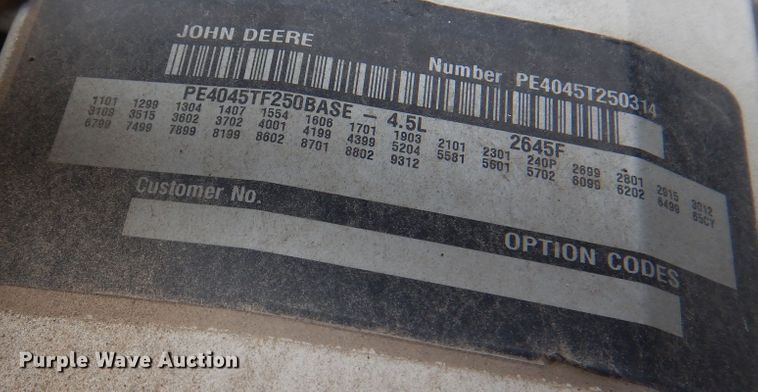 JOHN DEERE
Number PE4045T250314
PE4045TF250BASE – 4.5L 2645F
1101 1299 1304 1407 1554 1606 1701 1903 2101 2301 240P 2699 2801 2915 3012
3109 3515 3602 3702 4001 4199 4399 5204 5581 5601 5702 6099 6202 6499 65CY
6799 7499 7899 8199 8602 8701 8802 9312
Customer No.
OPTION CODES
Purple Wave Auction